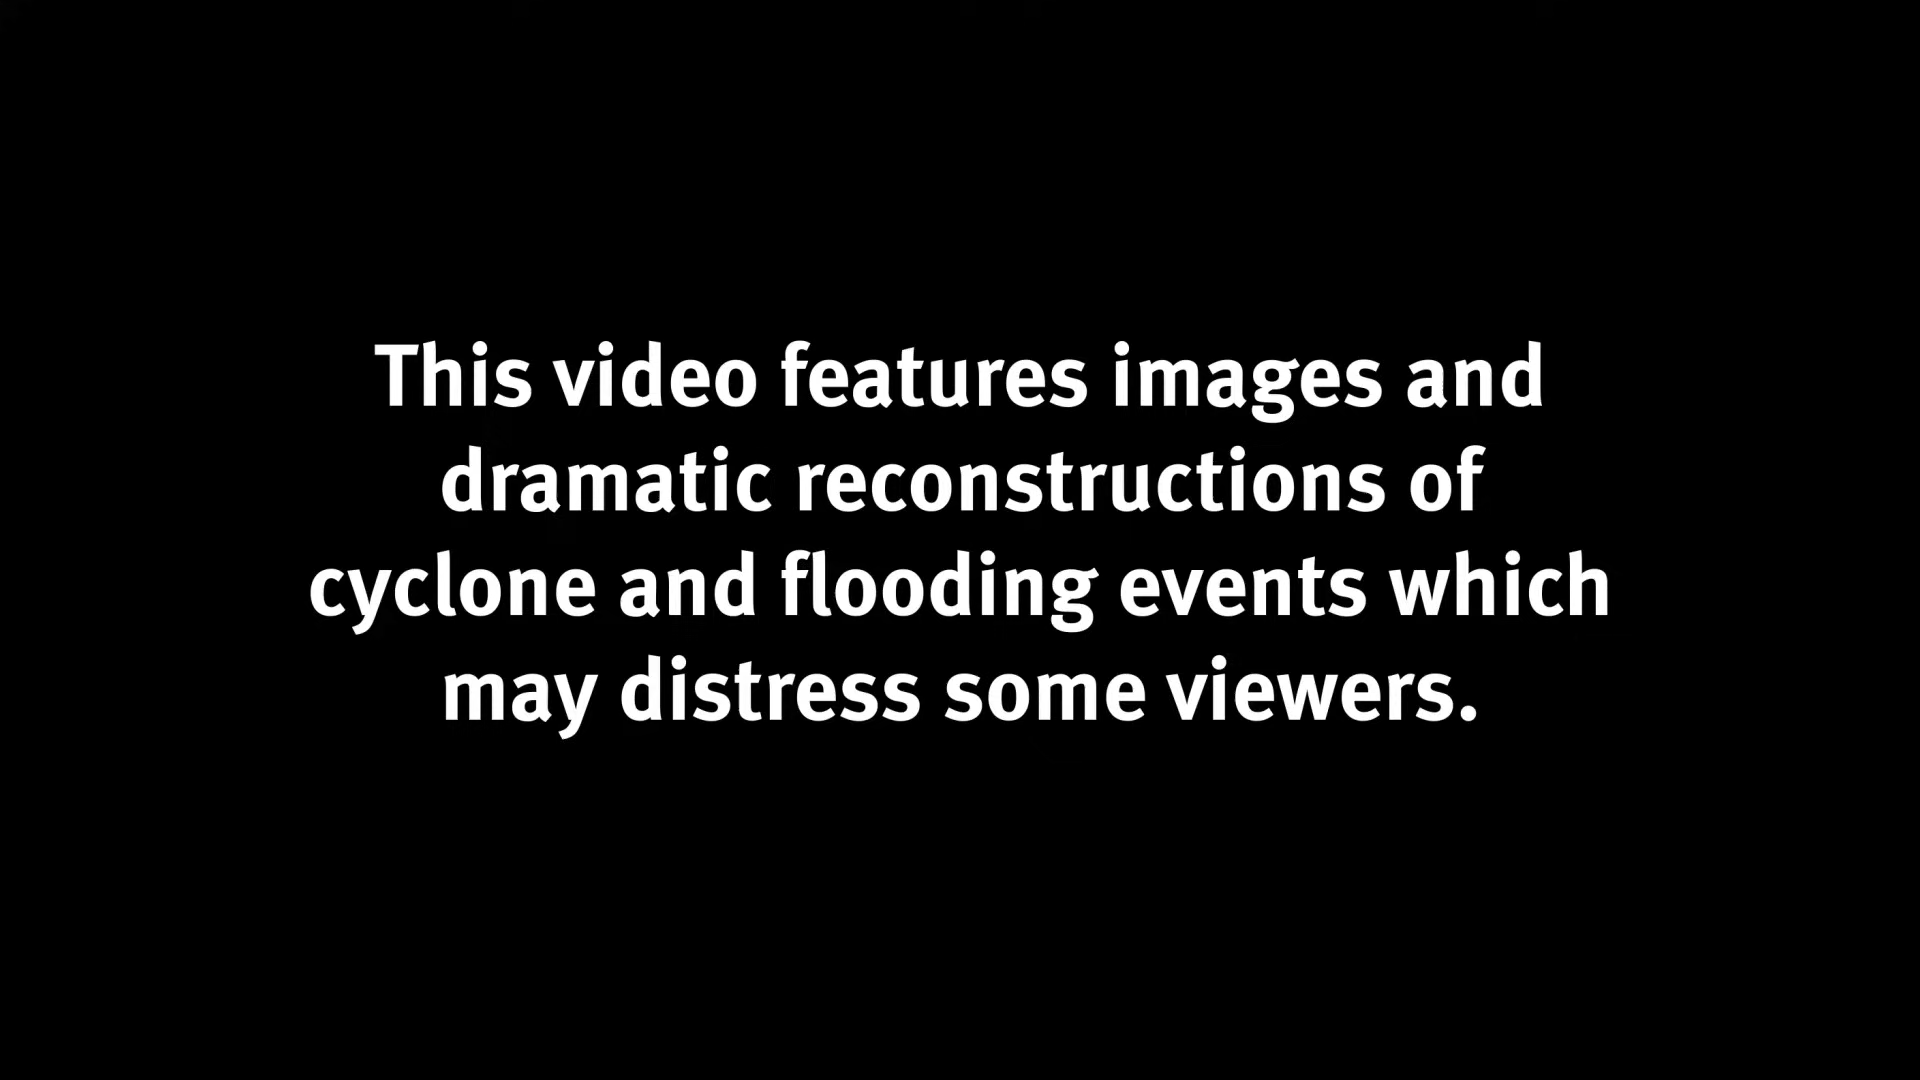 This video features images and
dramatic reconstructions of
cyclone and flooding events which
may distress some viewers.